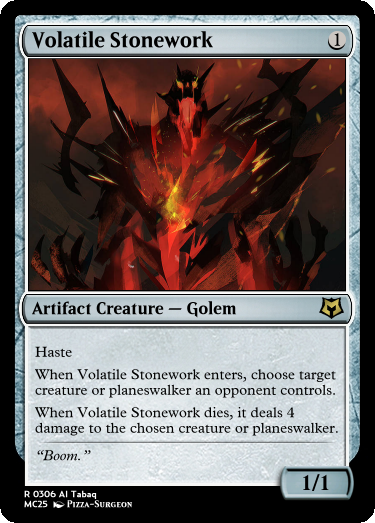 Volatile Stonework 1
Artifact Creature — Golem
Haste
When Volatile Stonework enters, choose target
creature or planeswalker an opponent controls.
When Volatile Stonework dies, it deals 4
damage to the chosen creature or planeswalker.
“Boom.”
1/1
R 0306 Al Tabaq
MC25 Pizza-Surgeon